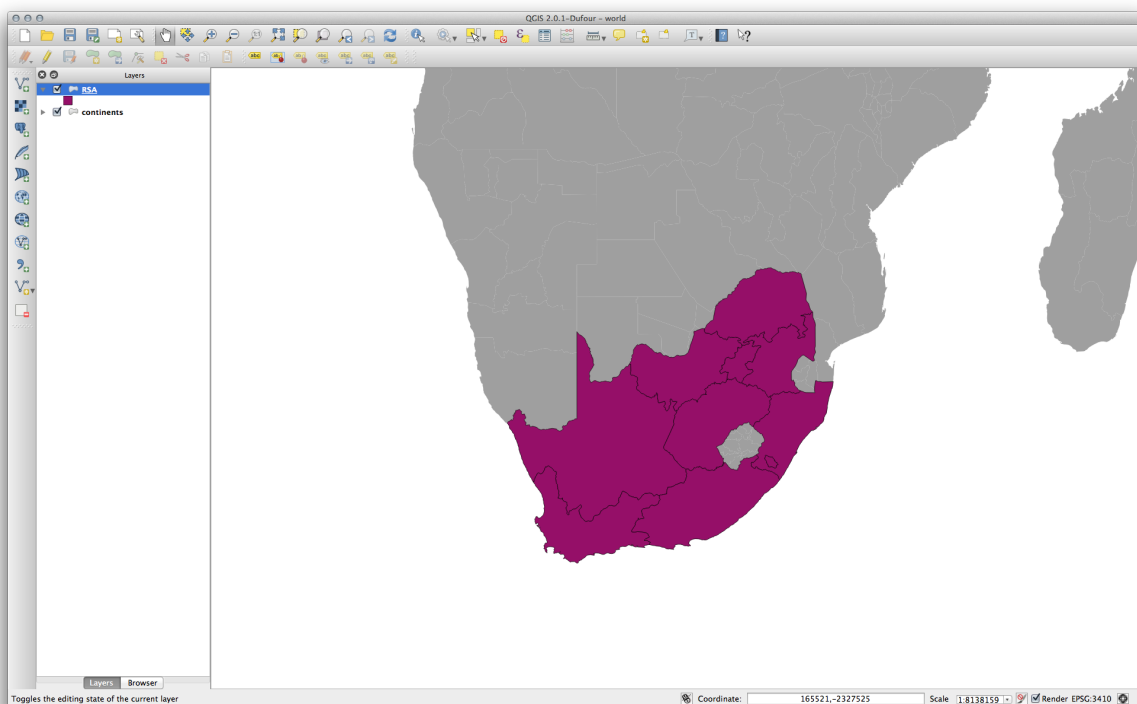 QGIS 2.0.1-Dufour - world
Layers
RSA
continents
Layers Browser
Toggles the editing state of the current layer
Coordinate: 165521,-2327525 Scale 1:8138159 Render EPSG:3410